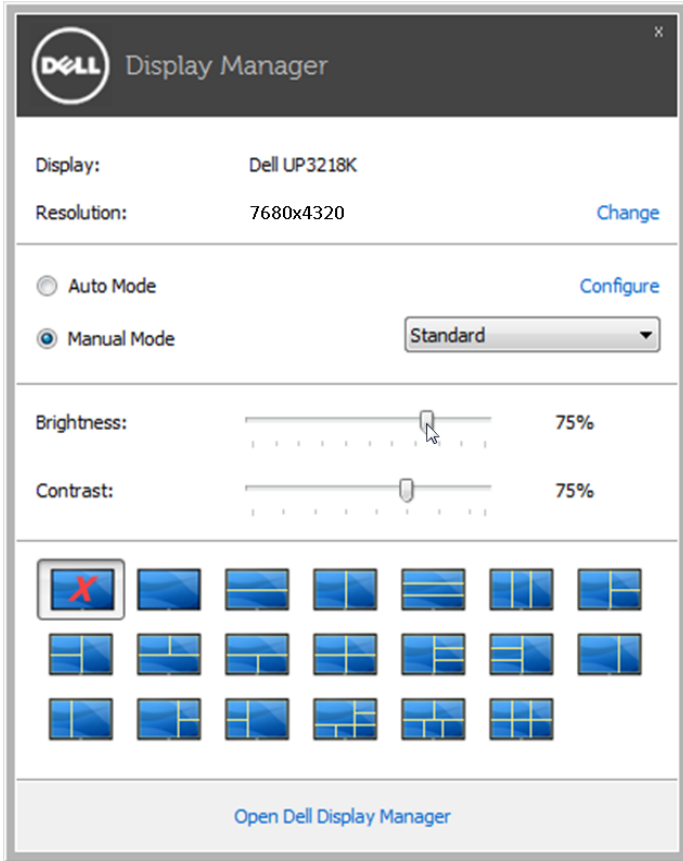 DELL Display Manager x
Display: Dell UP3218K
Resolution: 7680x4320 Change
Auto Mode Configure
Manual Mode Standard
Brightness: 75%
Contrast: 75%
X
Open Dell Display Manager